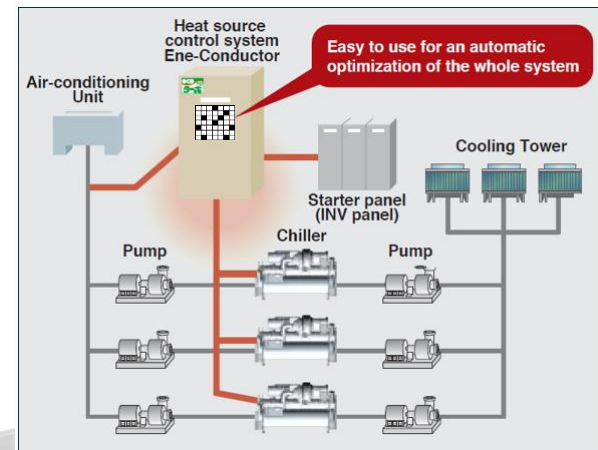 Heat source
control system
Ene-Conductor
Easy to use for an automatic
optimization of the whole system
Air-conditioning
Unit
Cooling Tower
Starter panel
(INV panel)
Pump
Chiller
Pump